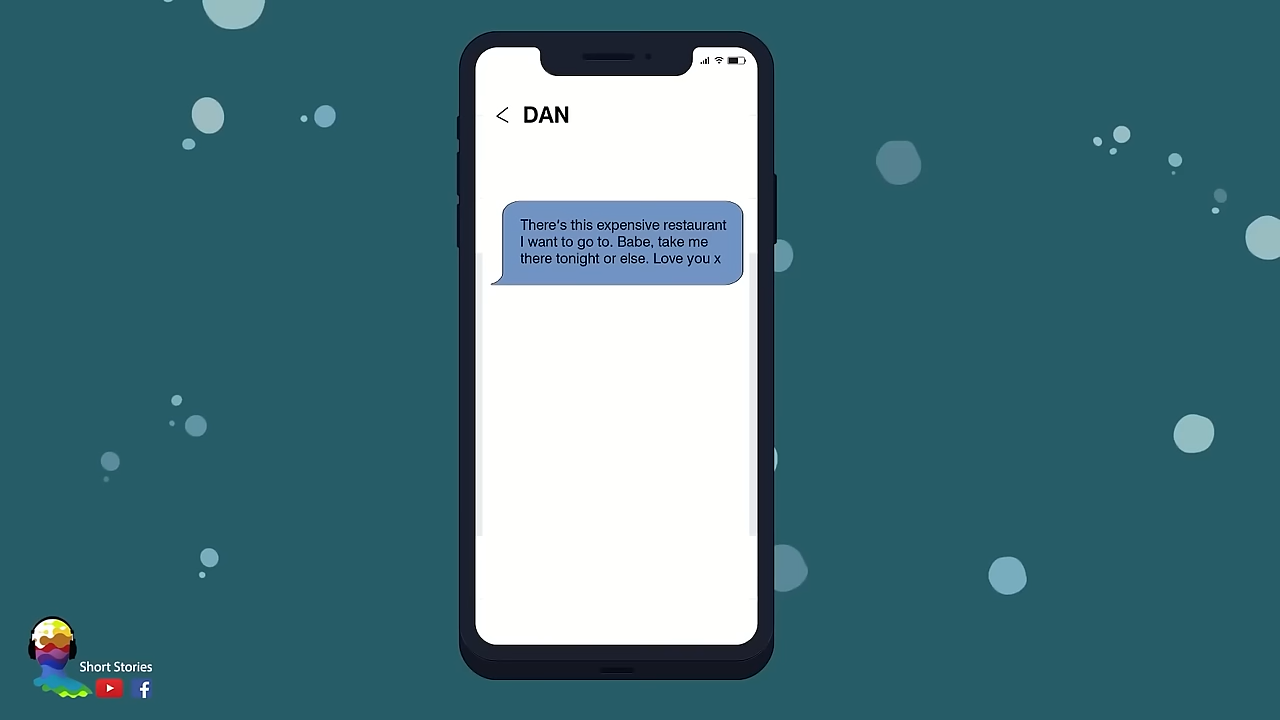 DAN
There's this expensive restaurant
I want to go to. Babe, take me
there tonight or else. Love you x
Short Stories